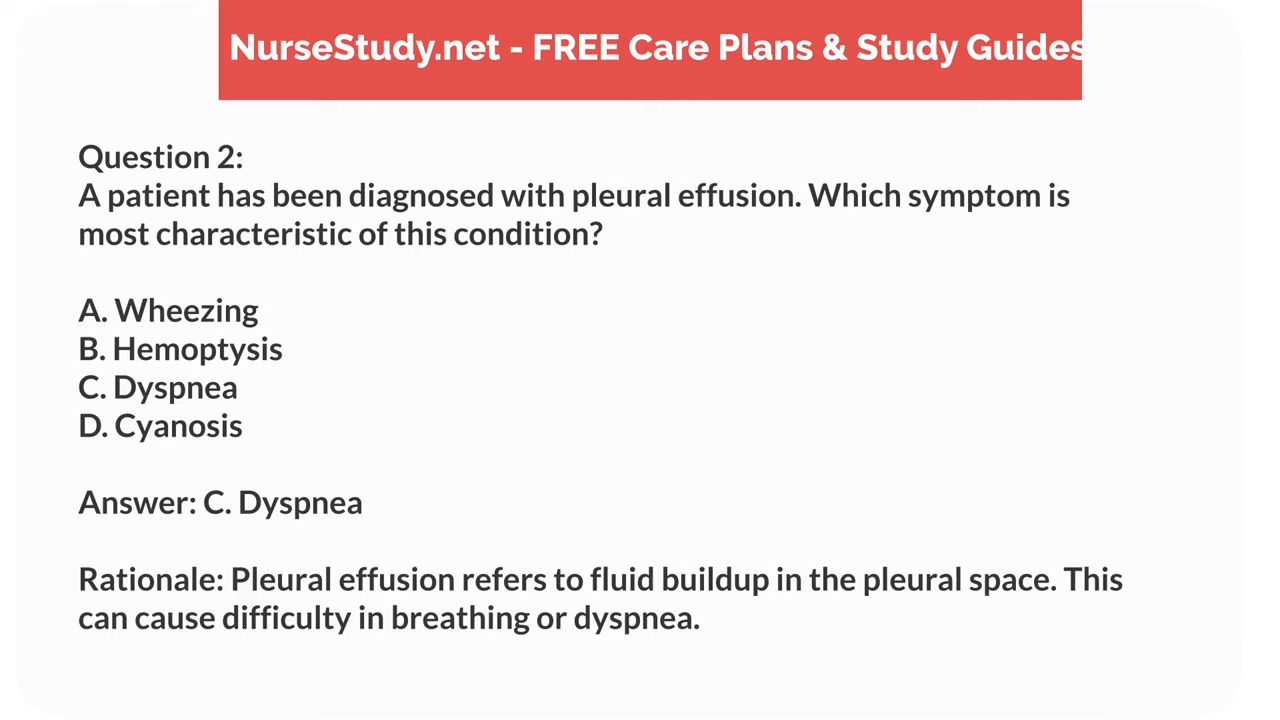 NurseStudy.net - FREE Care Plans & Study Guides
Question 2:
A patient has been diagnosed with pleural effusion. Which symptom is
most characteristic of this condition?
A. Wheezing
B. Hemoptysis
C. Dyspnea
D. Cyanosis
Answer: C. Dyspnea
Rationale: Pleural effusion refers to fluid buildup in the pleural space. This
can cause difficulty in breathing or dyspnea.